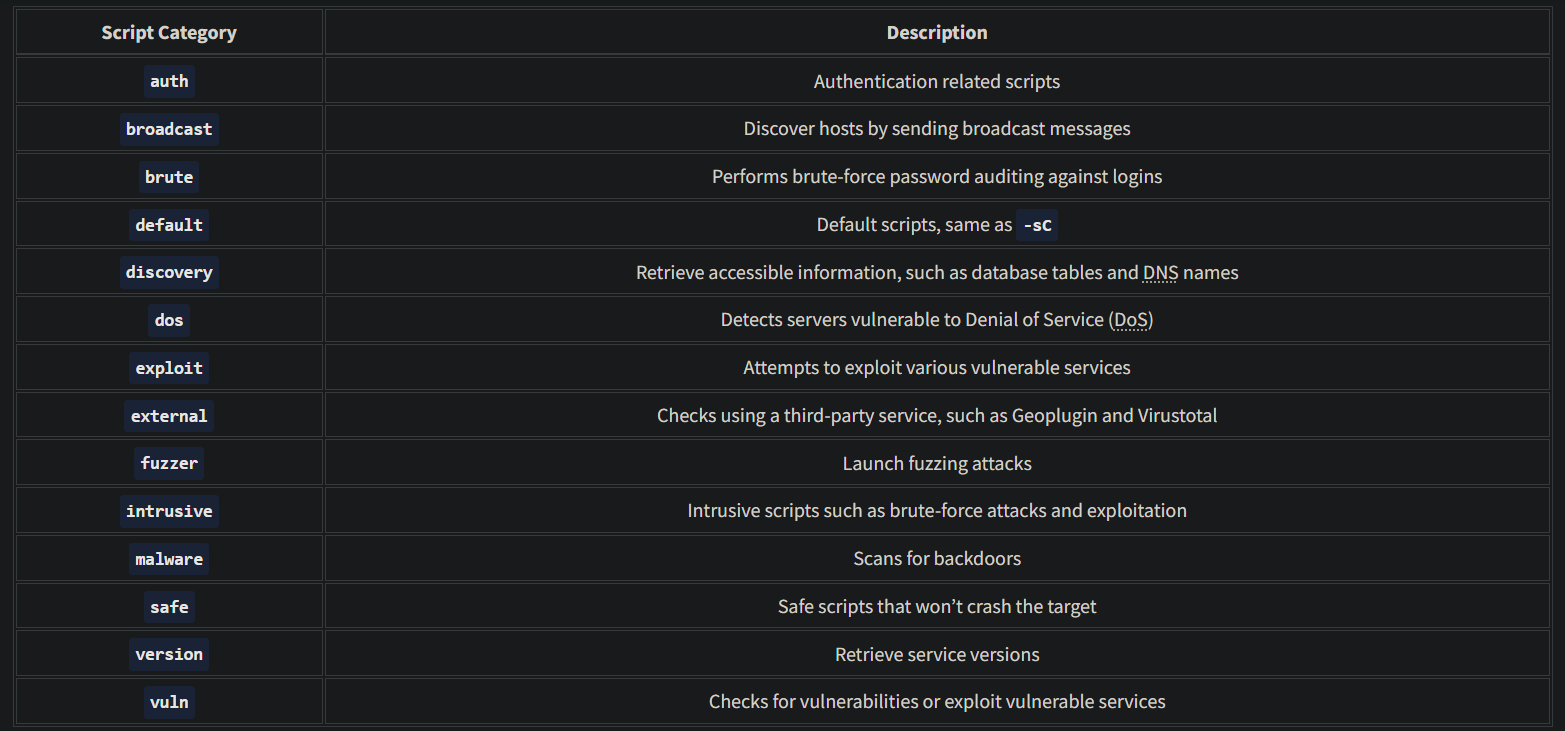 Script Category Description
auth Authentication related scripts
broadcast Discover hosts by sending broadcast messages
brute Performs brute-force password auditing against logins
default Default scripts, same as -sC
discovery Retrieve accessible information, such as database tables and DNS names
dos Detects servers vulnerable to Denial of Service (DoS)
exploit Attempts to exploit various vulnerable services
external Checks using a third-party service, such as Geoplugin and Virustotal
fuzzer Launch fuzzing attacks
intrusive Intrusive scripts such as brute-force attacks and exploitation
malware Scans for backdoors
safe Safe scripts that won’t crash the target
version Retrieve service versions
vuln Checks for vulnerabilities or exploit vulnerable services